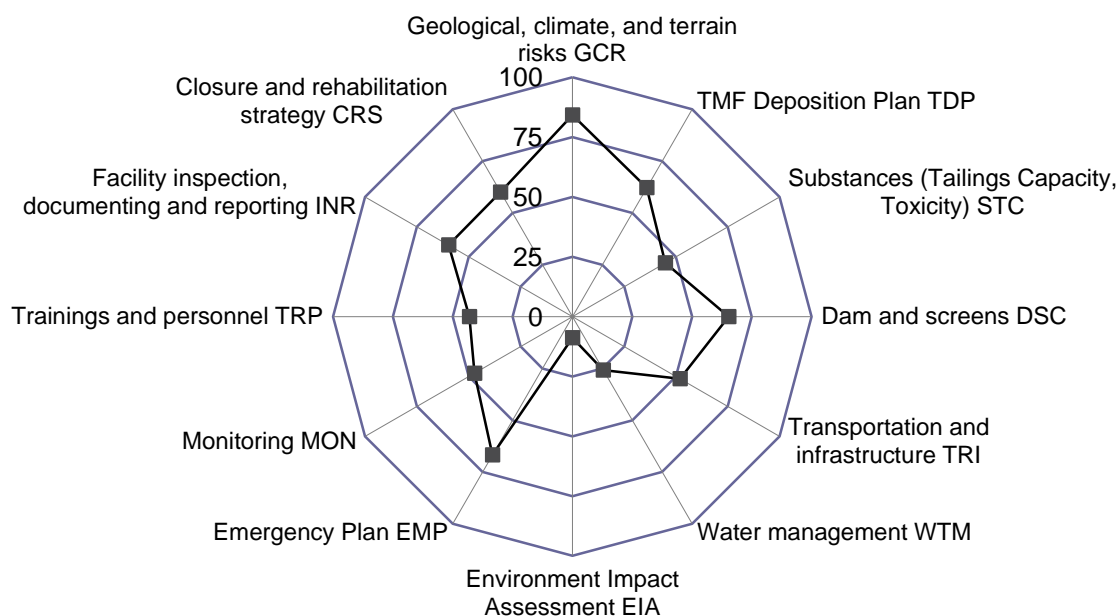 Geological, climate, and terrain
risks GCR
TMF Deposition Plan TDP
Substances (Tailings Capacity,
Toxicity) STC
Dam and screens DSC
Transportation and
infrastructure TRI
Water management WTM
Environment Impact
Assessment EIA
Emergency Plan EMP
Monitoring MON
Trainings and personnel TRP
Facility inspection,
documenting and reporting INR
Closure and rehabilitation
strategy CRS
100
75
50
25
0